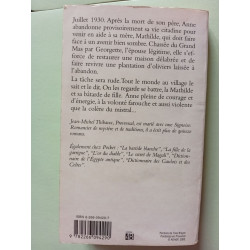 Juillet 1930. Après la mort de son père, Anne
abandonne provisoirement sa vie citadine pour
venir en aide à sa mère, Mathilde, qui doit faire
face à un avenir bien sombre. Chassée du Grand
Mas par Georgette, l'épouse légitime, elle s'ef-
force de restaurer une maison délabrée et de
faire revivre une plantation d'oliviers laissés à
l'abandon.
La tâche sera rude. Tout le monde au village le
sait et le dit. On les regarde se battre, la Mathilde
et sa bâtarde de fille. Anne pleine de courage et
d'énergie, à la volonté farouche et aussi violente
que la colère du mistral...
Jean-Michel Thibaux, Provençal, est marié avec une
Romancier de mystère et de traditions, il a écrit plus de quinze
romans.
Également chez Pocket : "La bastide blanche", "La fille de
la garrigue", "L'or du diable", "Le secret de Magali", "Diction-
naire de l'Égypte antique", "Dictionnaire des Gaulois et des
Celtes".